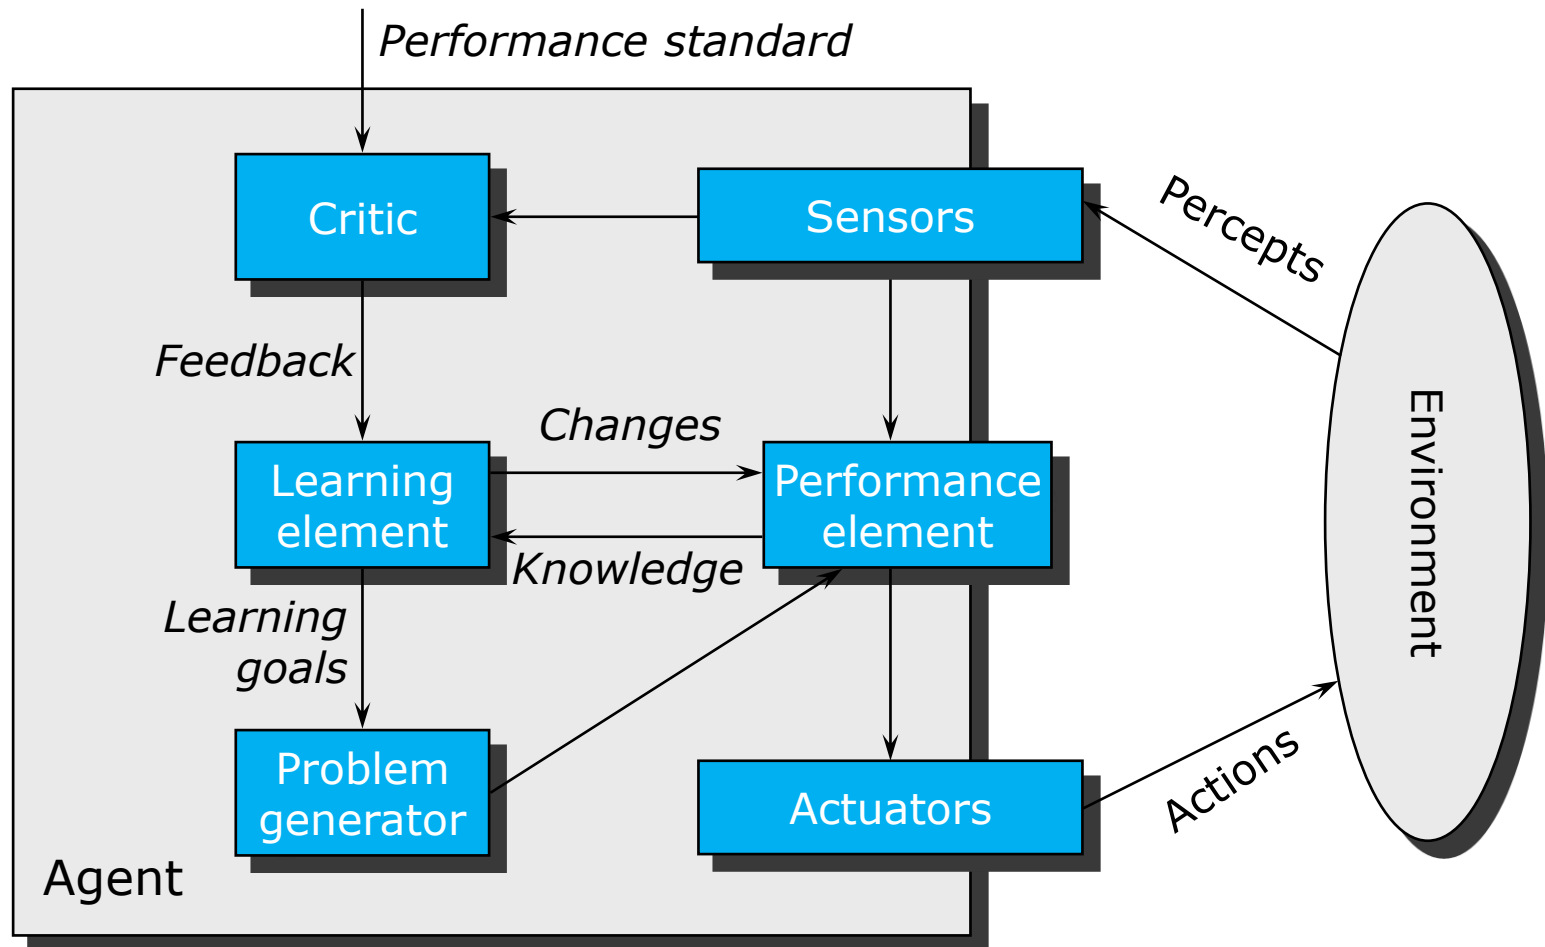 Performance standard
Critic
Sensors
Percepts
Feedback
Changes
Learning
element
Performance
element
Environment
Knowledge
Learning
goals
Problem
generator
Actuators
Actions
Agent